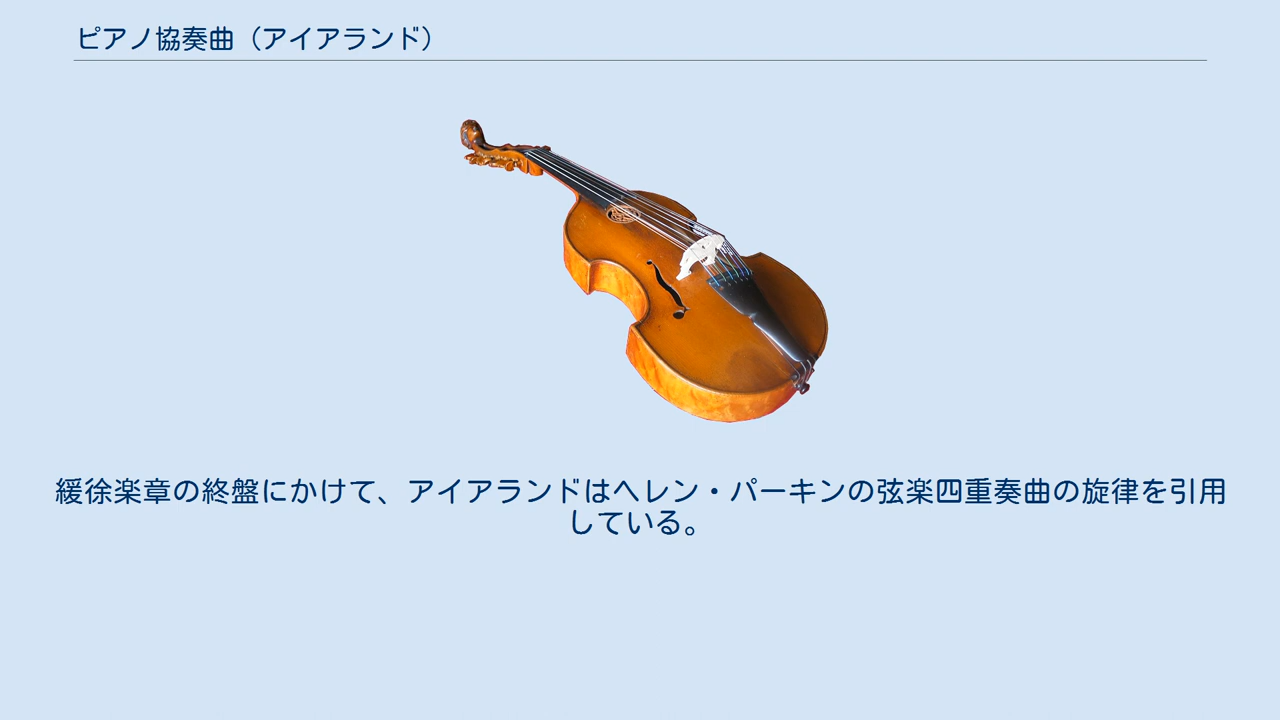 ピアノ協奏曲（アイアランド）
緩徐楽章の終盤にかけて、アイアランドはヘレン・パーキンの弦楽四重奏曲の旋律を引用
している。